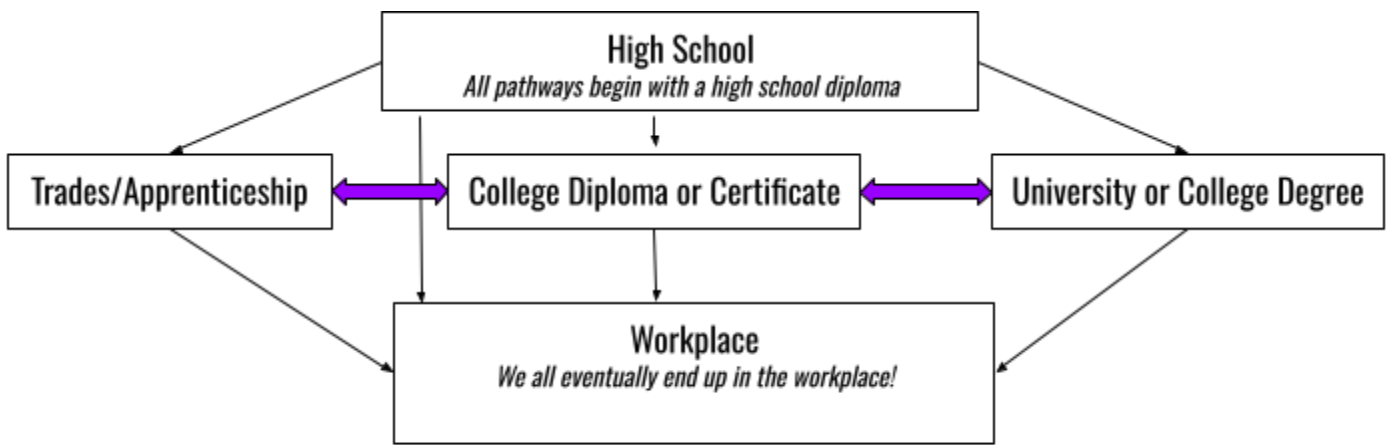 High School
All pathways begin with a high school diploma
Trades/Apprenticeship
College Diploma or Certificate
University or College Degree
Workplace
We all eventually end up in the workplace!